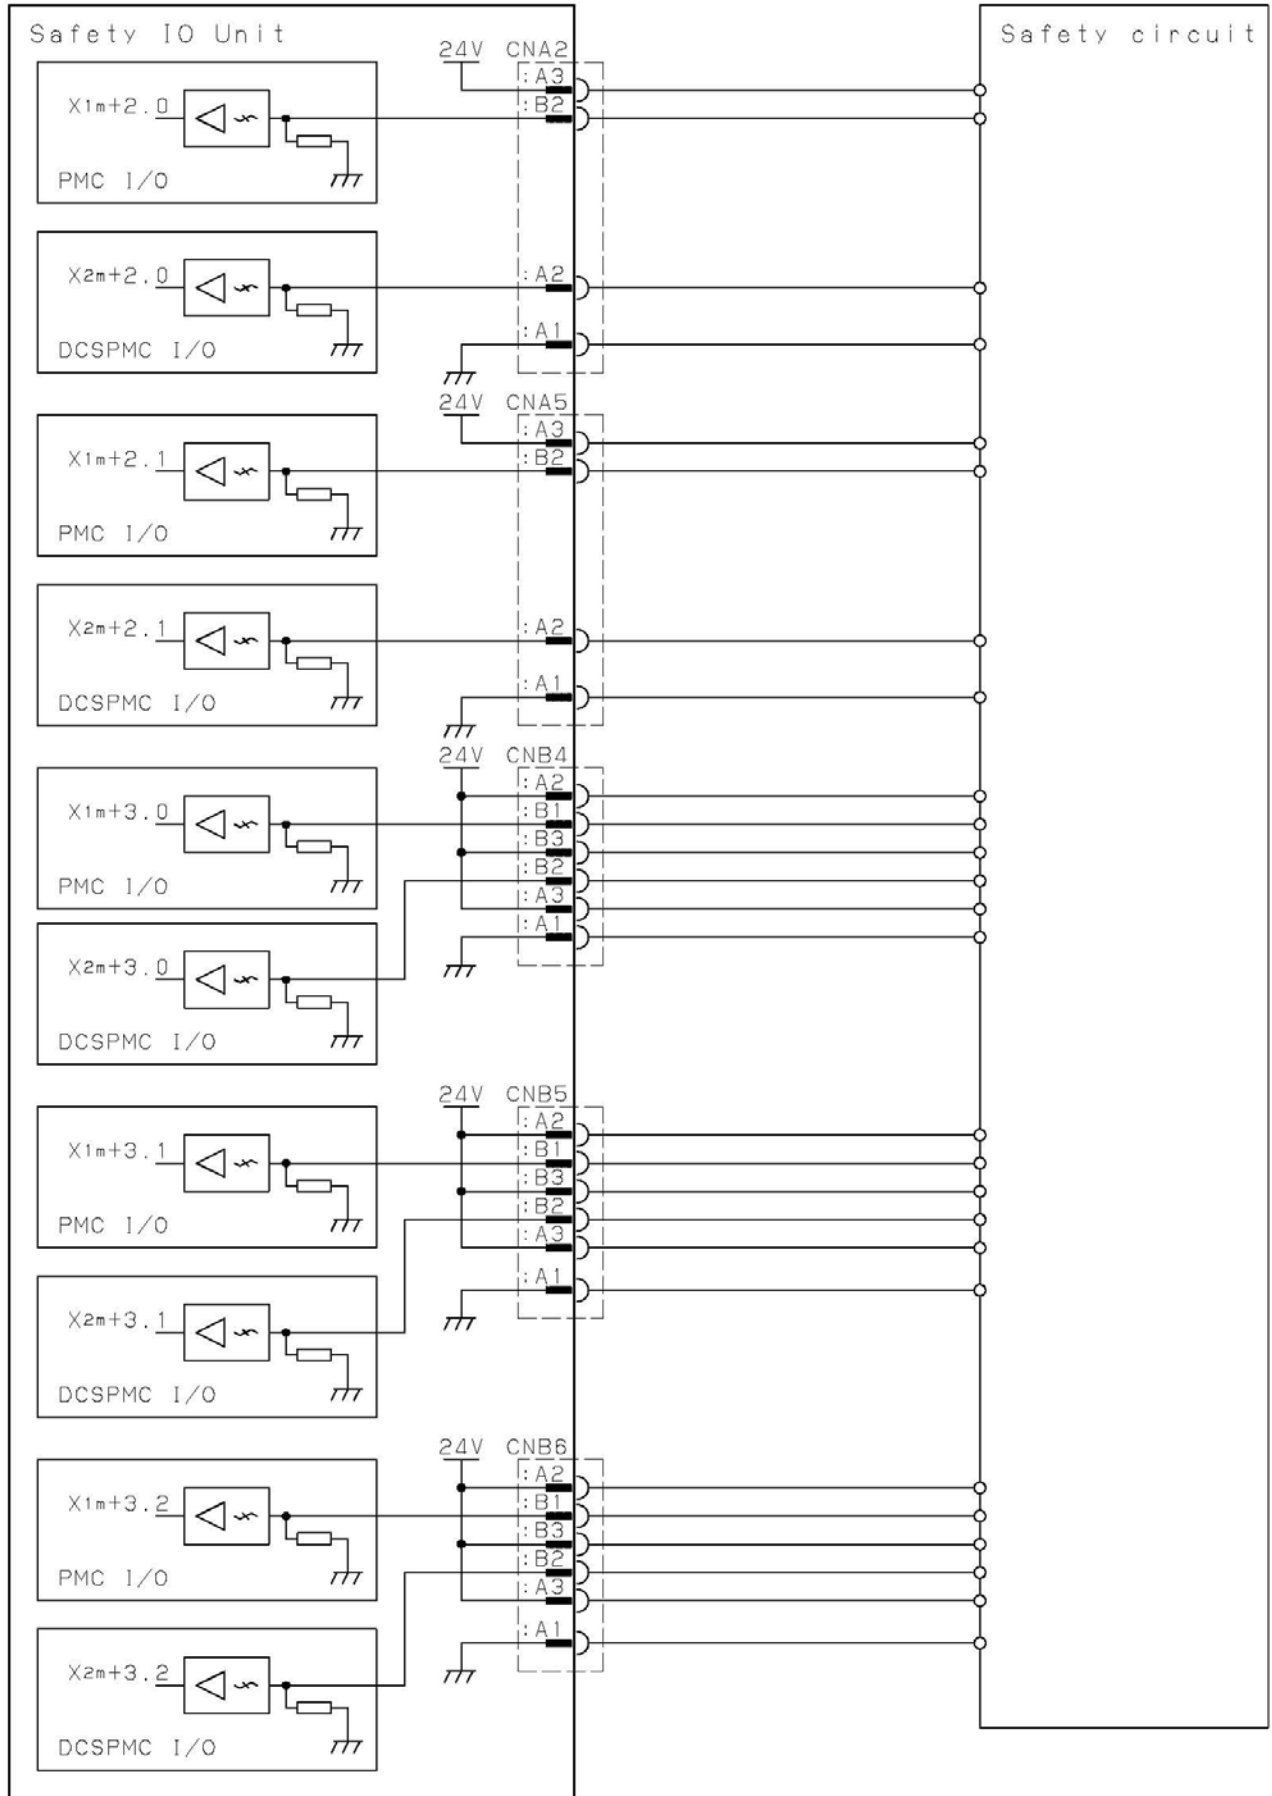 Safety IO Unit
Safety circuit
24V CNA2
:A3
X1m+2.0
:B2
PMC I/O
X2m+2.0
:A2
:A1
DCSPMC I/O
24V CNA5
:A3
X1m+2.1
:B2
PMC I/O
X2m+2.1
:A2
:A1
DCSPMC I/O
24V CNB4
:A2
X1m+3.0
:B1
:B3
:B2
PMC I/O
:A3
:A1
X2m+3.0
DCSPMC I/O
24V CNB5
:A2
X1m+3.1
:B1
:B3
:B2
PMC I/O
:A3
:A1
X2m+3.1
DCSPMC I/O
24V CNB6
:A2
X1m+3.2
:B1
:B3
:B2
PMC I/O
:A3
:A1
X2m+3.2
DCSPMC I/O